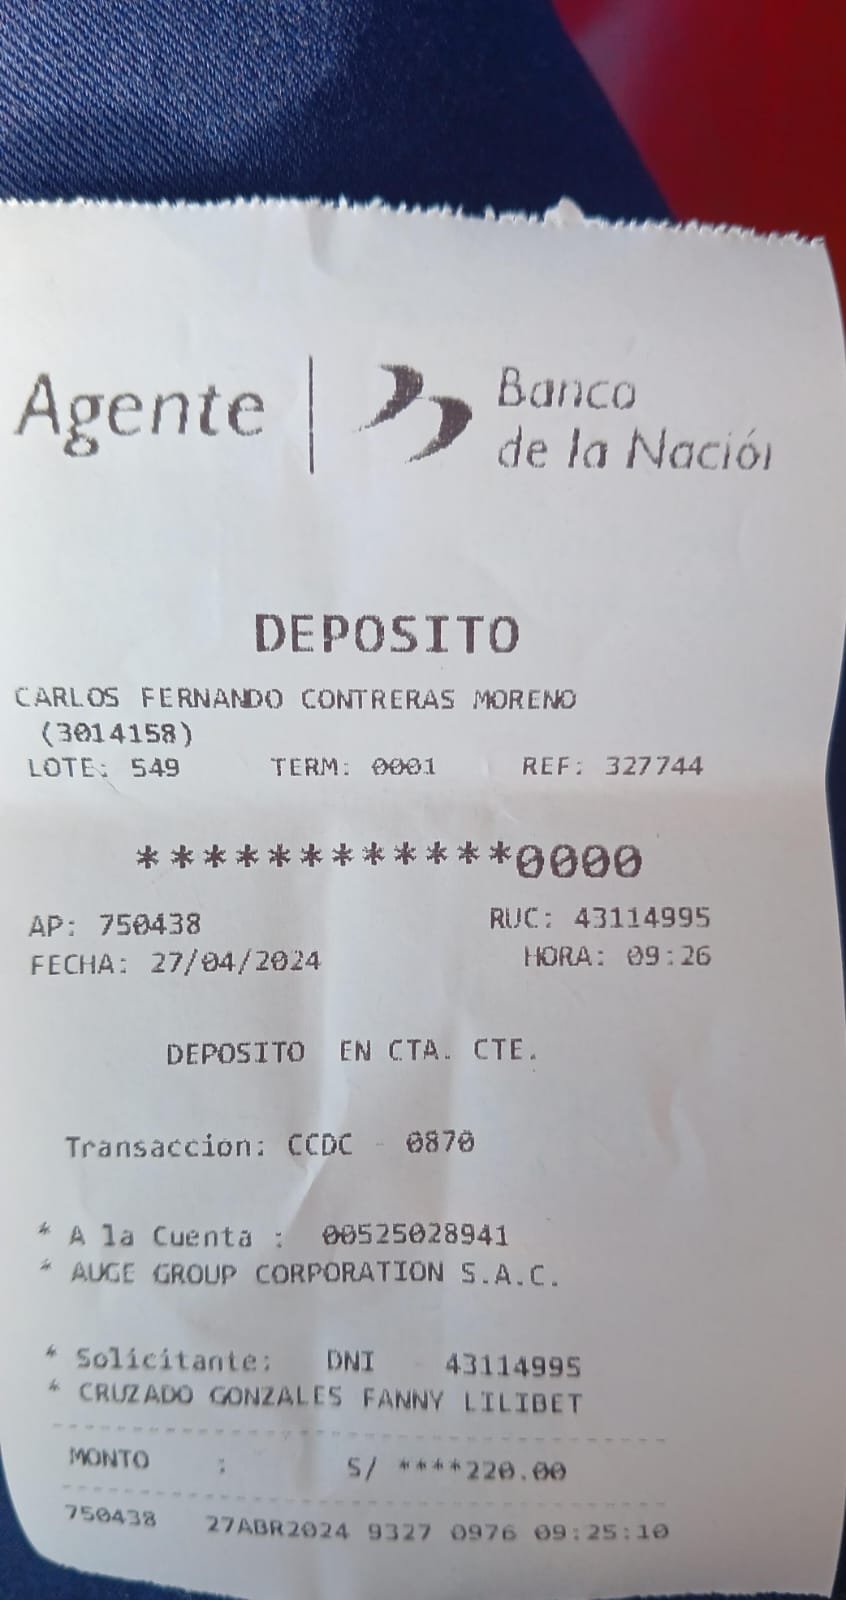 Agente | Banco
de la Nación
DEPOSITO
CARLOS FERNANDO CONTRERAS MORENO
(3014158)
LOTE: 549 TERM: 0001 REF: 327744
************0000
AP: 750438 RUC: 43114995
FECHA: 27/04/2024 HORA: 09:26
DEPOSITO EN CTA. CTE.
Transaccion: CCDC - 0870
* A la Cuenta : 00525028941
* AUGE GROUP CORPORATION S.A.C.
* Solicitante: DNI - 43114995
* CRUZADO GONZALES FANNY LILIBET
MONTO : S/ ****220.00
750438 27ABR2024 9327 0976 09:25:10